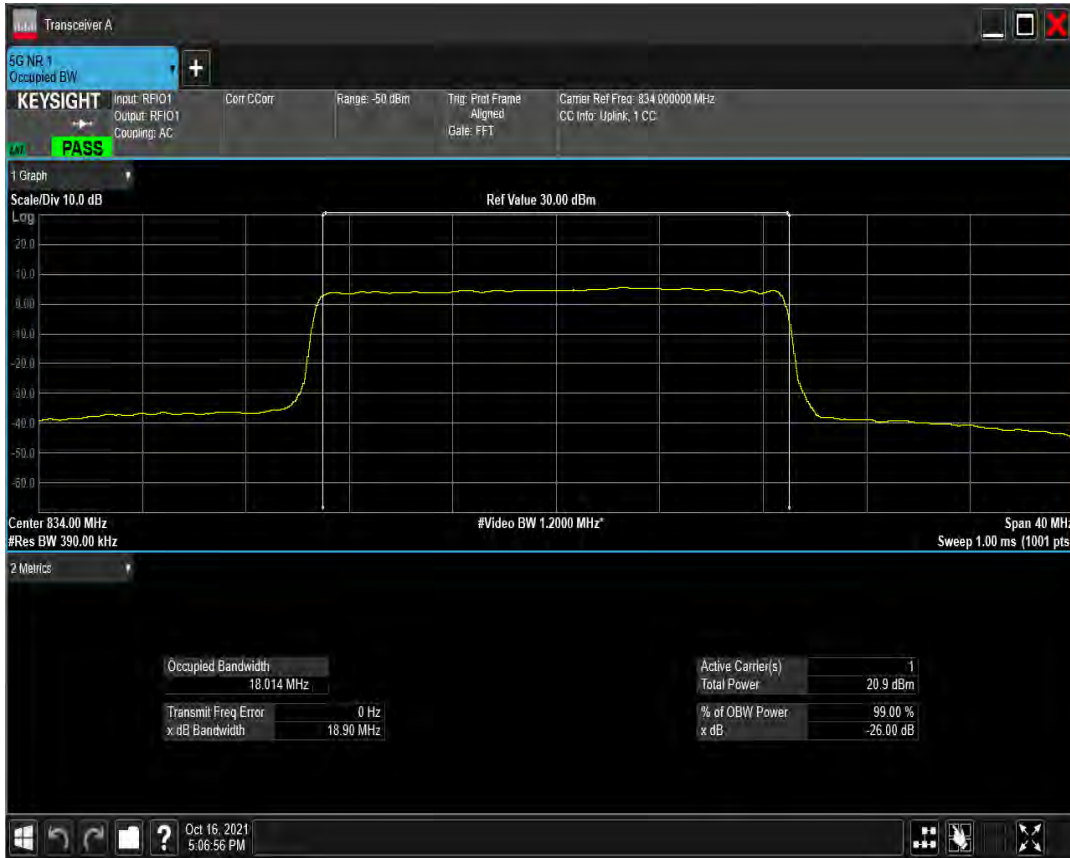 Transceiver A
5G NR 1
Occupied BW
+
KEYSIGHT
PASS
Input: RFIO1
Output: RFIO1
Coupling: AC
Corr CCorr
Range: -50 dBm
Trig: Prot Frame
Aligned
Gate: FFT
Carrier Ref Freq: 834.000000 MHz
CC Info: Uplink, 1 CC
1 Graph
Scale/Div 10.0 dB
Ref Value 30.00 dBm
Log
20.0
10.0
0.00
-10.0
-20.0
-30.0
-40.0
-50.0
-60.0
Center 834.00 MHz
#Video BW 1.2000 MHz*
Span 40 MHz
#Res BW 390.00 kHz
Sweep 1.00 ms (1001 pts
2 Metrics
Occupied Bandwidth
18.014 MHz
Transmit Freq Error 0 Hz
x dB Bandwidth 18.90 MHz
Active Carrier(s) 1
Total Power 20.9 dBm
% of OBW Power 99.00 %
x dB -26.00 dB
?
Oct 16, 2021
5:06:56 PM